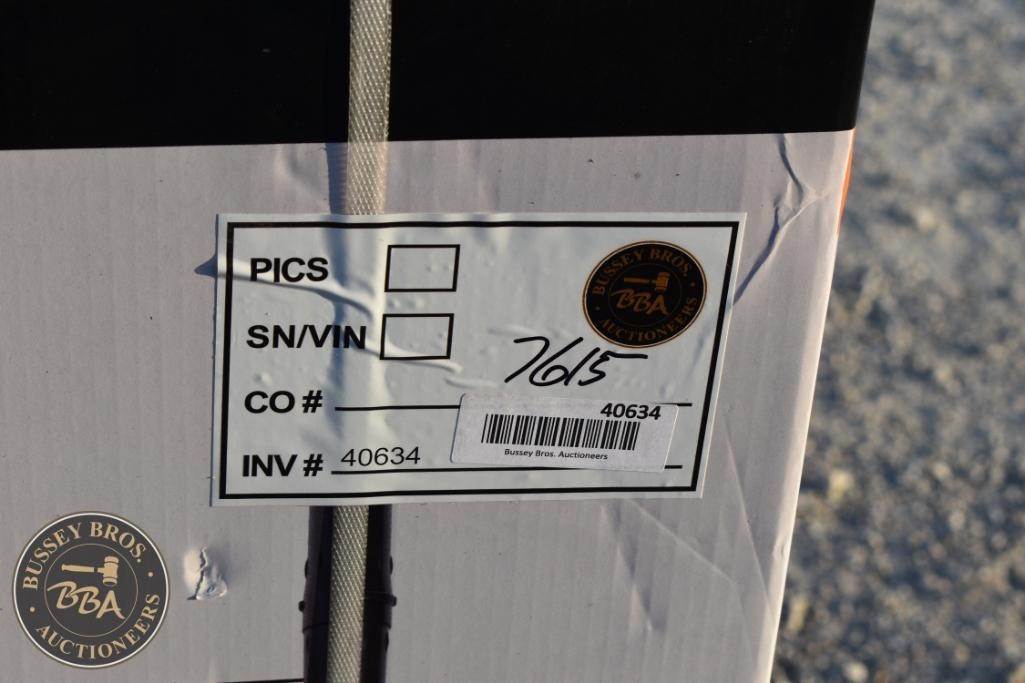 PICS
BUSSEY BROS.
BBA
AUCTIONEERS
SN/VIN
7615
CO #
40634
Bussey Bros. Auctioneers
INV # 40634
BUSSEY BROS.
BBA
AUCTIONEERS